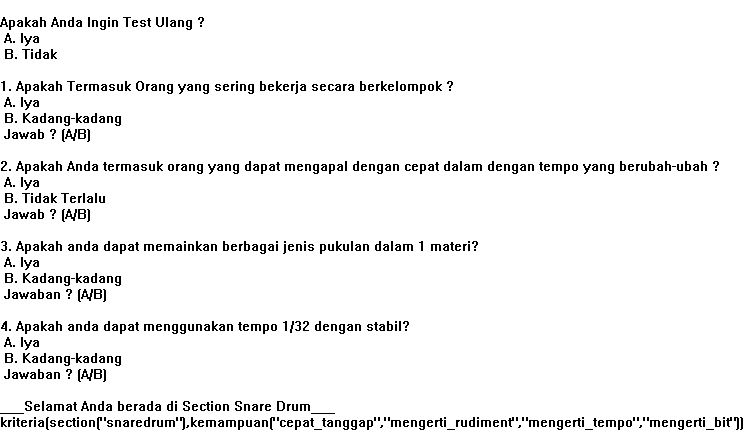 Apakah Anda Ingin Test Ulang ?
A. Iya
B. Tidak
1. Apakah Termasuk Orang yang sering bekerja secara berkelompok ?
A. Iya
B. Kadang-kadang
Jawab ? (A/B)
2. Apakah Anda termasuk orang yang dapat mengapal dengan cepat dalam dengan tempo yang berubah-ubah ?
A. Iya
B. Tidak Terlalu
Jawab ? (A/B)
3. Apakah anda dapat memainkan berbagai jenis pukulan dalam 1 materi?
A. Iya
B. Kadang-kadang
Jawaban ? (A/B)
4. Apakah anda dapat menggunakan tempo 1/32 dengan stabil?
A. Iya
B. Kadang-kadang
Jawaban ? (A/B)
___Selamat Anda berada di Section Snare Drum___
kriteria(section("snaredrum"),kemampuan("cepat_tanggap","mengerti_rudiment","mengerti_tempo","mengerti_bit"))